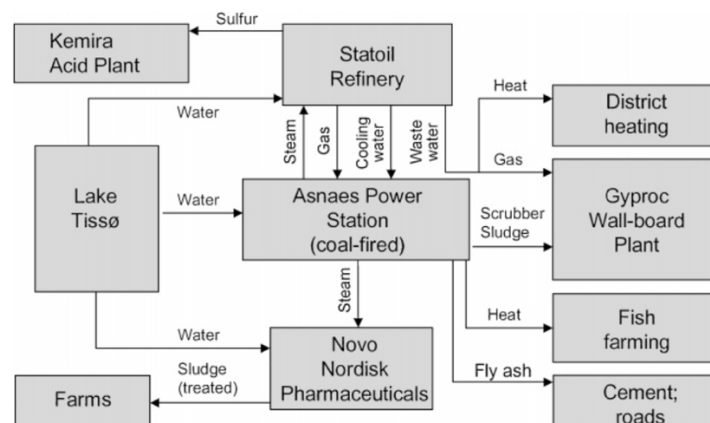 Sulfur
Kemira
Acid Plant
Statoil
Refinery
Heat
District
heating
Water
Steam
Gas
Cooling
water
Waste
water
Gas
Lake
Tissø
Water
Asnaes Power
Station
(coal-fired)
Scrubber
Sludge
Gyproc
Wall-board
Plant
Steam
Heat
Fish
farming
Water
Novo
Nordisk
Pharmaceuticals
Sludge
(treated)
Farms
Fly ash
Cement;
roads